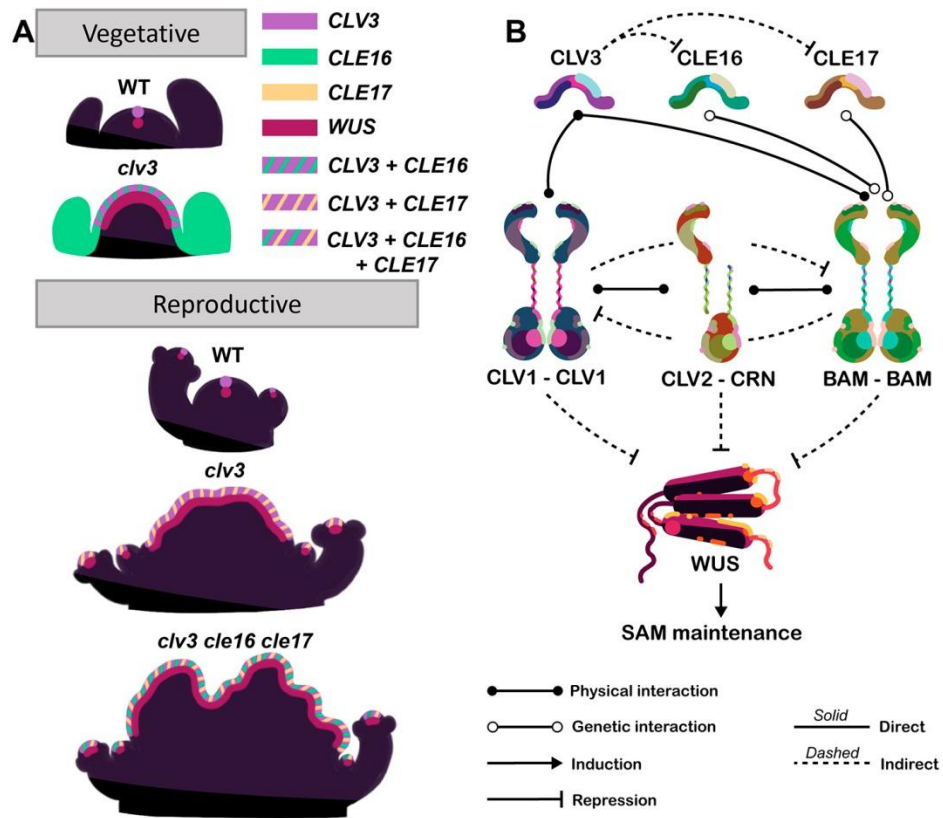 A
Vegetative
WT
clv3
CLV3
CLE16
CLE17
WUS
CLV3 + CLE16
CLV3 + CLE17
CLV3 + CLE16
+ CLE17
Reproductive
WT
clv3
clv3 cle16 cle17
B
CLV3 CLE16 CLE17
CLV1 - CLV1 CLV2 - CRN BAM - BAM
WUS
SAM maintenance
Physical interaction
Genetic interaction
Induction
Repression
Solid Direct
Dashed Indirect